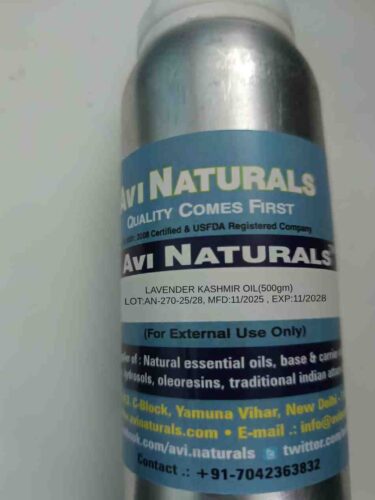 Avi NATURALS
QUALITY COMES FIRST
2008 Certified & USFDA Registered Company
AVI NATURALS
LAVENDER KASHMIR OIL(500gm)
LOT:AN-270-25/28, MFD:11/2025 , EXP:11/2028
(For External Use Only)
of : Natural essential oils, base & carrier
hydrosols, oleoresins, traditional indian
C-Block, Yamuna Vihar, New Delhi -
.avinaturals.com • E-mail .: info@
.com/avi.naturals twitter.com/
Contact .: +91-7042363832